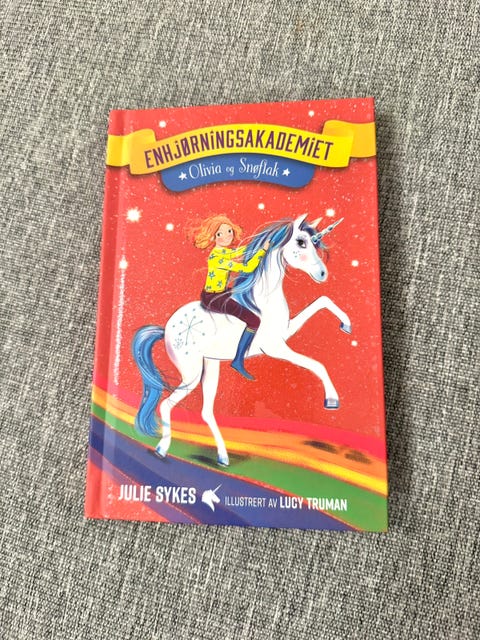 ENHJØRNINGSAKADEMIET
Olivia og Snøflak
JULIE SYKES
ILLUSTRERT AV LUCY TRUMAN